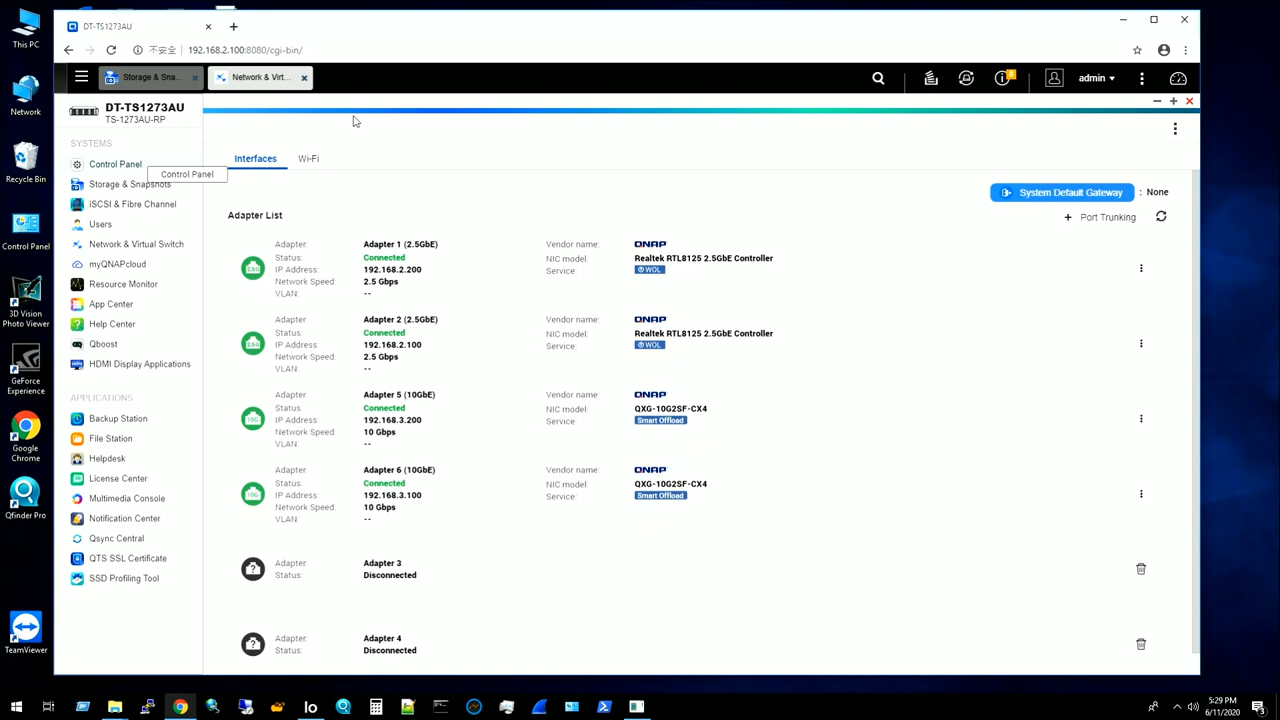 This PC
Network
Recycle Bin
Control Panel
3D Vision
Photo Viewer
GeForce
Experience
Google
Chrome
Qfinder Pro
TeamViewer
DT-TS1273AU
不安全 192.168.2.100:8080/cgi-bin/
Storage & Sna...
Network & Virt...
admin
DT-TS1273AU
TS-1273AU-RP
SYSTEMS
Control Panel
Control Panel
Storage & Snapshots
iSCSI & Fibre Channel
Users
Network & Virtual Switch
myQNAPcloud
Resource Monitor
App Center
Help Center
Qboost
HDMI Display Applications
APPLICATIONS
Backup Station
File Station
Helpdesk
License Center
Multimedia Console
Notification Center
Qsync Central
QTS SSL Certificate
SSD Profiling Tool
Interfaces Wi-Fi
System Default Gateway : None
Adapter List
+ Port Trunking
2.5G
Adapter: Adapter 1 (2.5GbE) Vendor name: QNAP
Status: Connected NIC model: Realtek RTL8125 2.5GbE Controller
IP Address: 192.168.2.200 Service: WOL
Network Speed: 2.5 Gbps
VLAN: --
2.5G
Adapter: Adapter 2 (2.5GbE) Vendor name: QNAP
Status: Connected NIC model: Realtek RTL8125 2.5GbE Controller
IP Address: 192.168.2.100 Service: WOL
Network Speed: 2.5 Gbps
VLAN: --
10G
Adapter: Adapter 5 (10GbE) Vendor name: QNAP
Status: Connected NIC model: QXG-10G2SF-CX4
IP Address: 192.168.3.200 Service: Smart Offload
Network Speed: 10 Gbps
VLAN: --
10G
Adapter: Adapter 6 (10GbE) Vendor name: QNAP
Status: Connected NIC model: QXG-10G2SF-CX4
IP Address: 192.168.3.100 Service: Smart Offload
Network Speed: 10 Gbps
VLAN: --
Adapter: Adapter 3
Status: Disconnected
Adapter: Adapter 4
Status: Disconnected
5:29 PM
6/11/2020